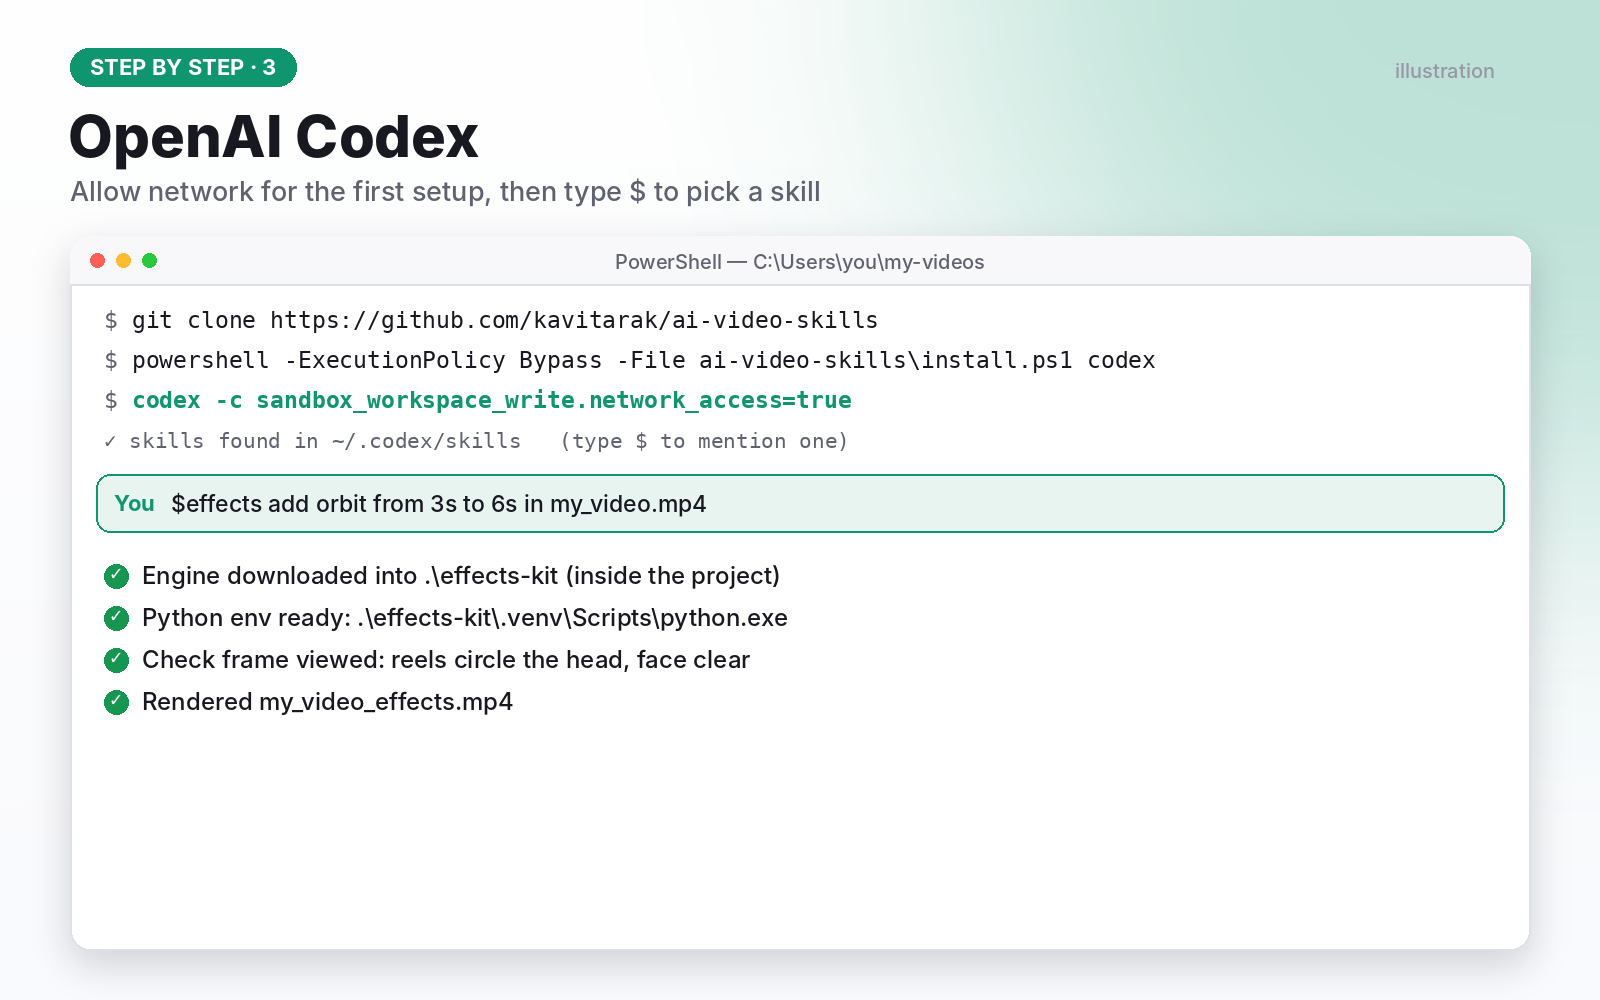 STEP BY STEP · 3
illustration
OpenAI Codex
Allow network for the first setup, then type $ to pick a skill
PowerShell — C:\Users\you\my-videos
$ git clone https://github.com/kavitarak/ai-video-skills
$ powershell -ExecutionPolicy Bypass -File ai-video-skills\install.ps1 codex
$ codex -c sandbox_workspace_write.network_access=true
✓ skills found in ~/.codex/skills   (type $ to mention one)
You $effects add orbit from 3s to 6s in my_video.mp4
✓ Engine downloaded into .\effects-kit (inside the project)
✓ Python env ready: .\effects-kit\.venv\Scripts\python.exe
✓ Check frame viewed: reels circle the head, face clear
✓ Rendered my_video_effects.mp4